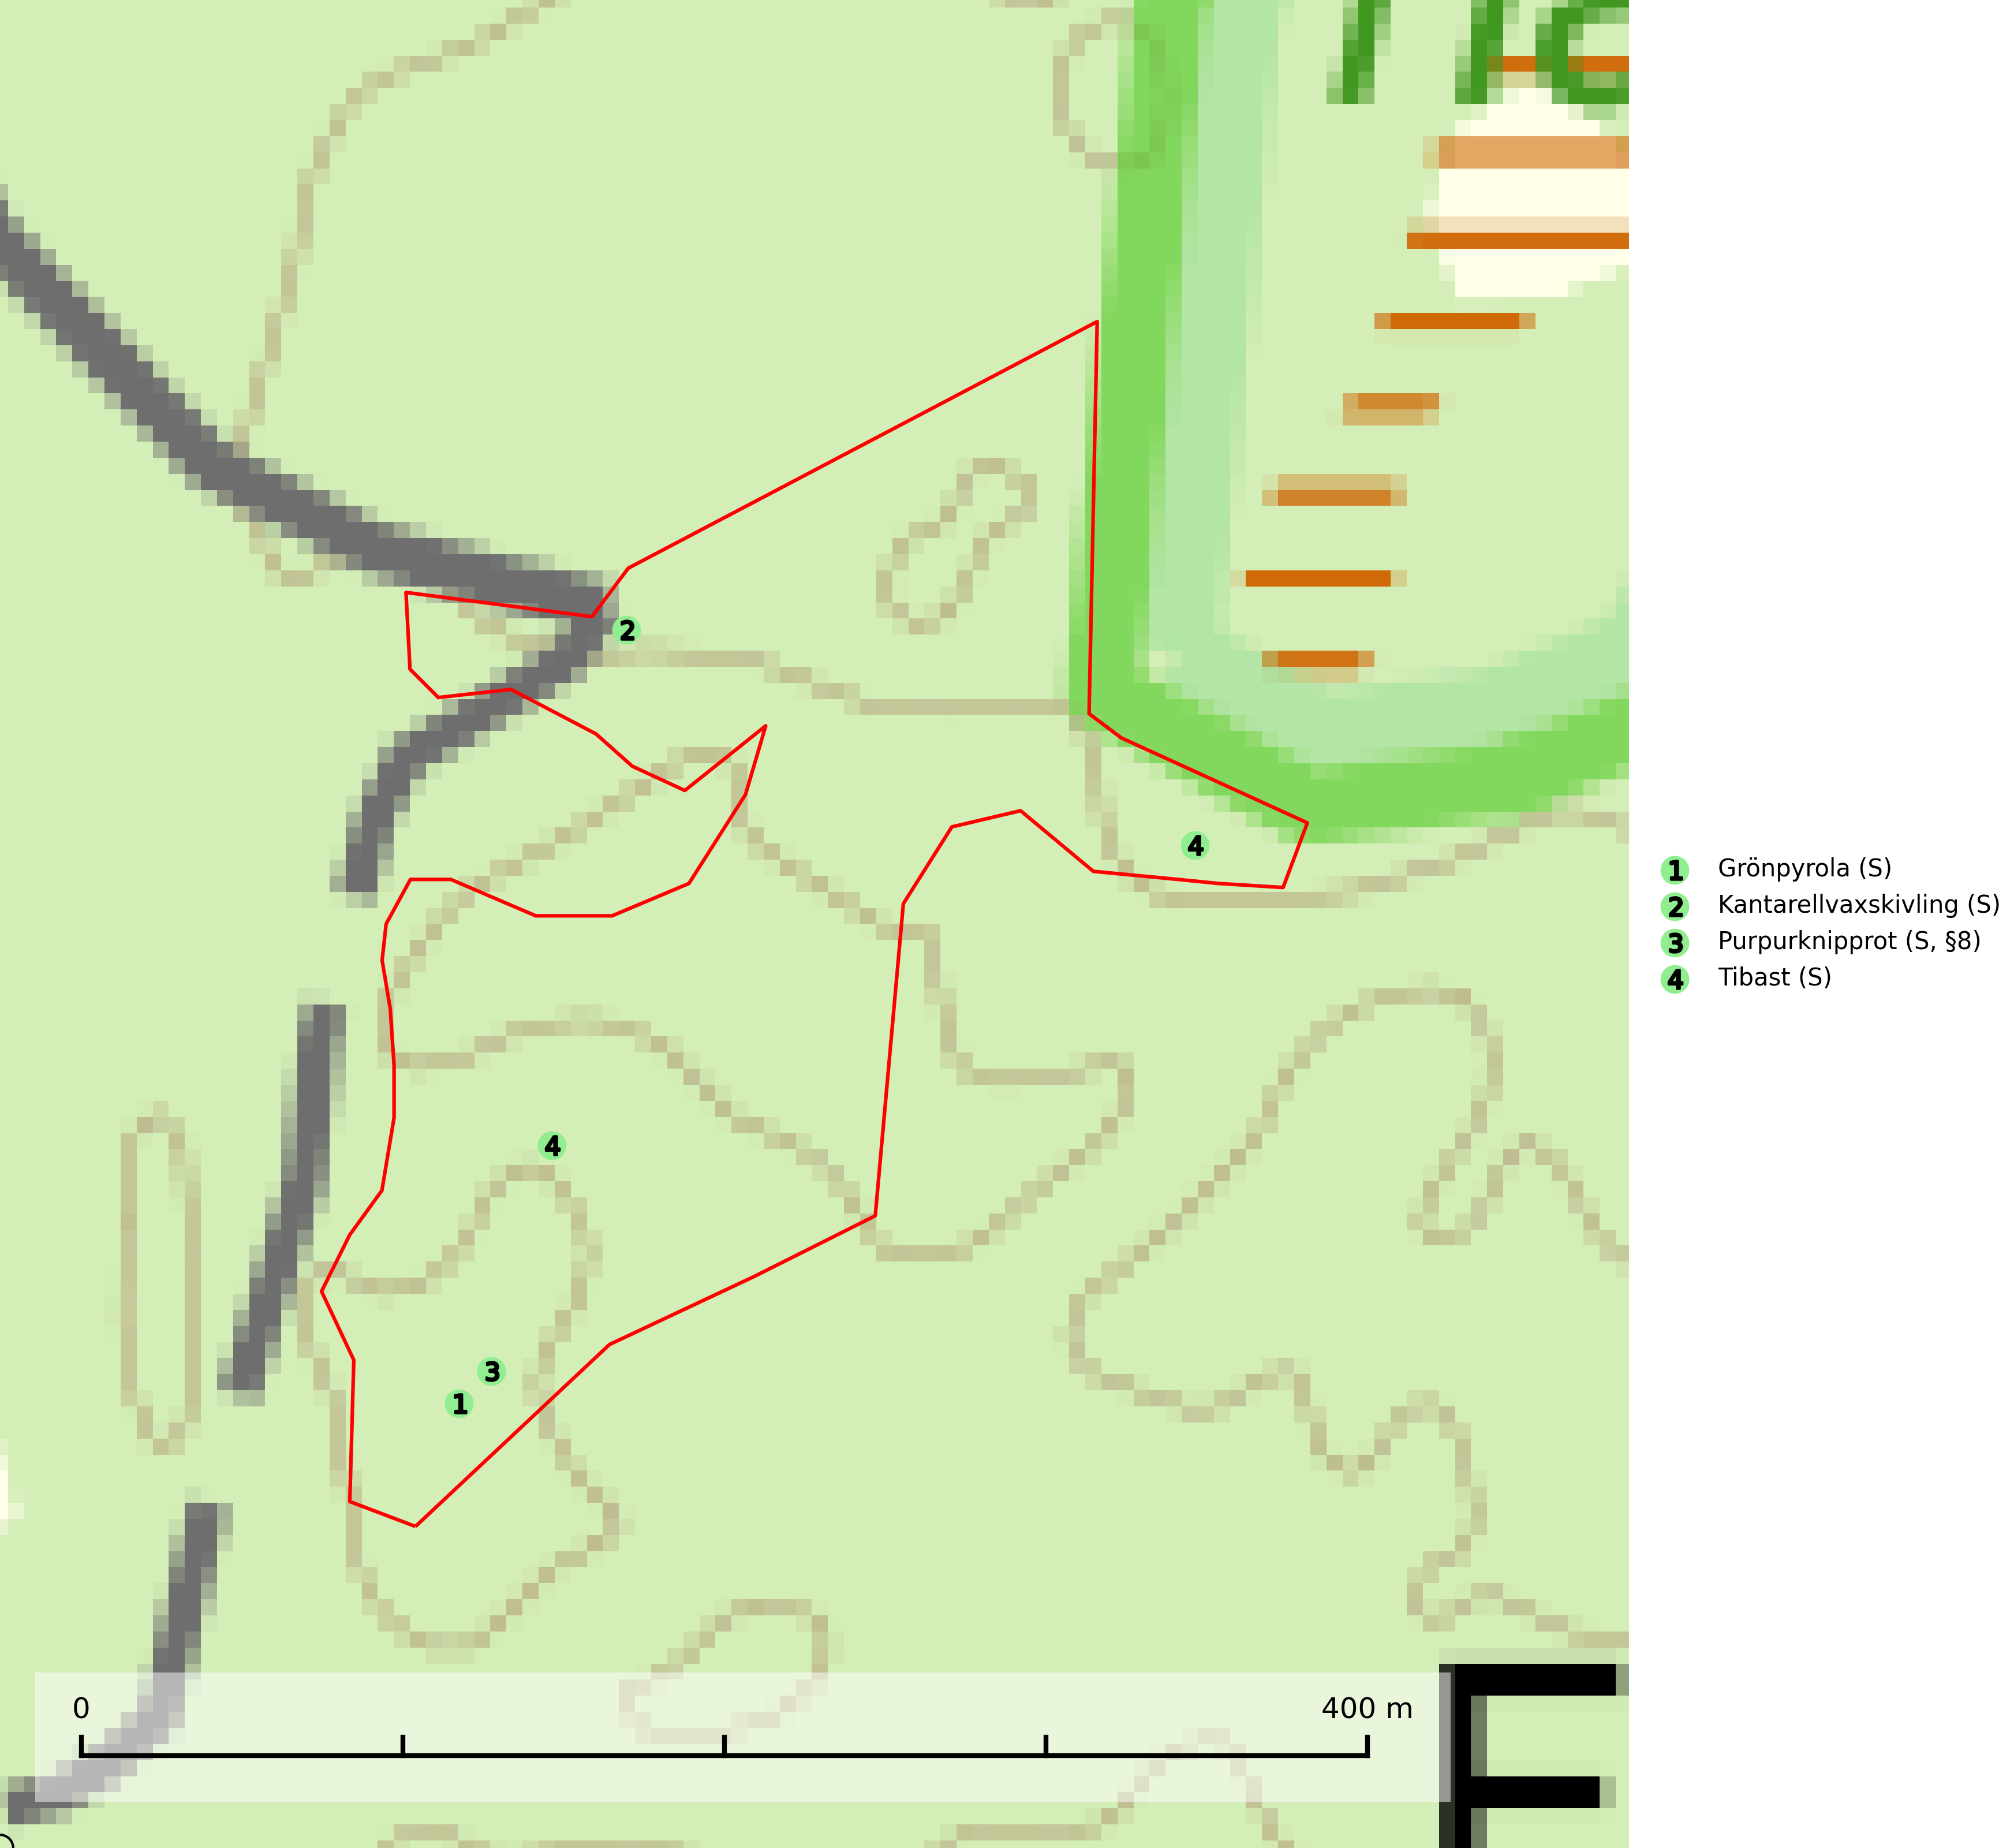 2
4
4
3
1
1 Grönpyrola (S)
2 Kantarellvaxskivling (S)
3 Purpurknipprot (S, §8)
4 Tibast (S)
0 400 m
F